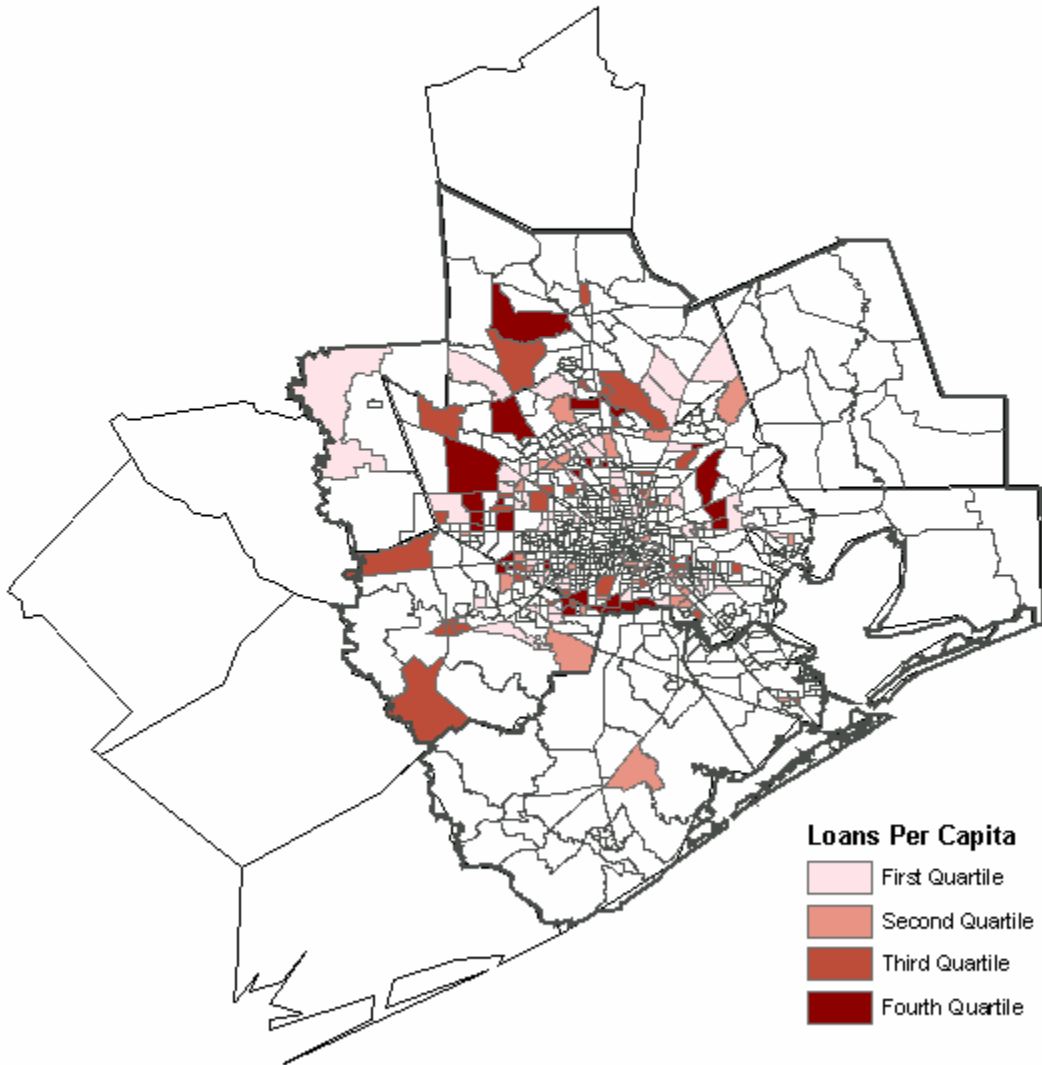 Loans Per Capita
First Quartile
Second Quartile
Third Quartile
Fourth Quartile